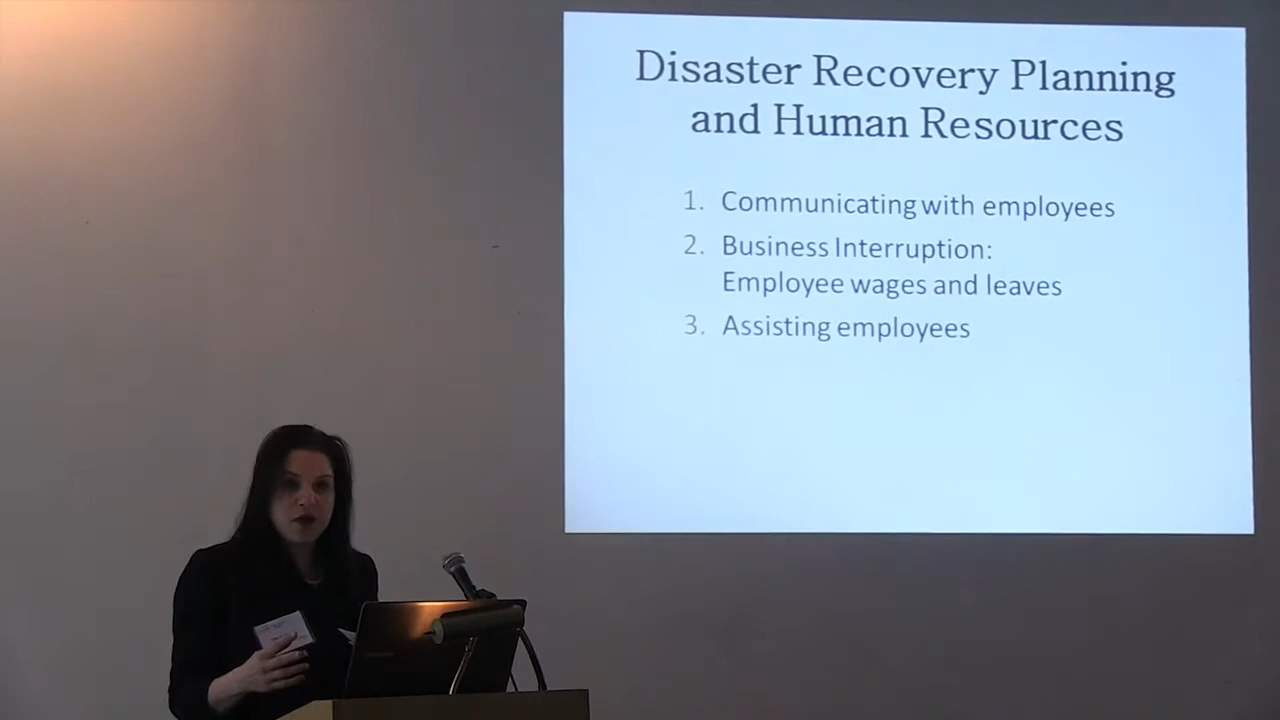 Disaster Recovery Planning
and Human Resources
1. Communicating with employees
2. Business Interruption:
Employee wages and leaves
3. Assisting employees